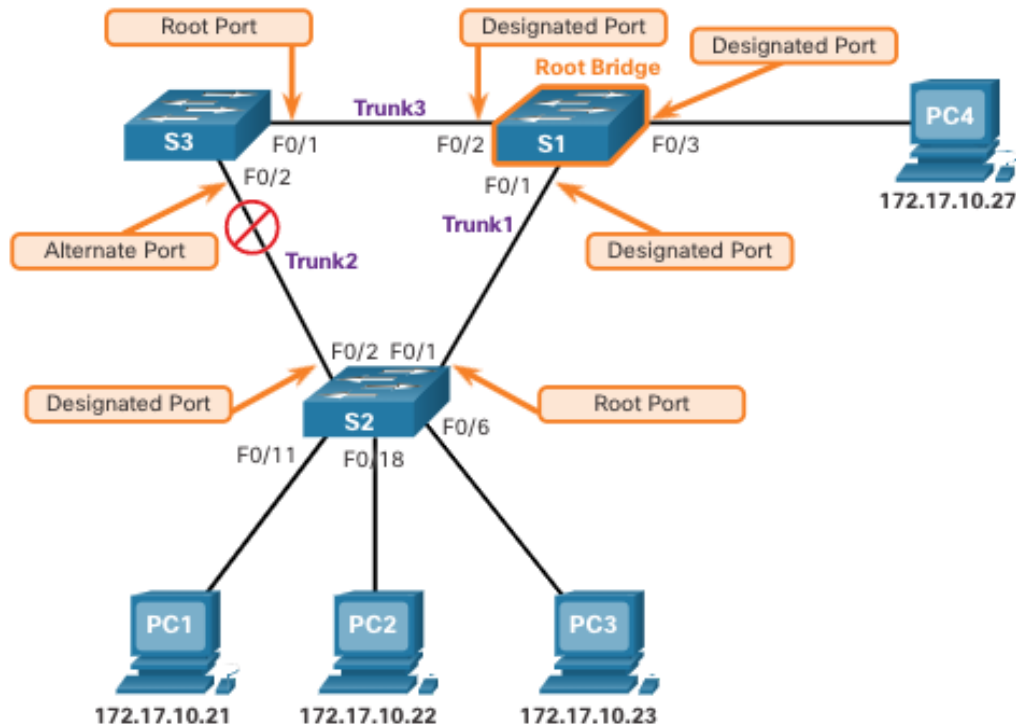 Root Port
Designated Port
Designated Port
Root Bridge
Trunk3
PC4
S3
F0/1
F0/2
S1
F0/3
F0/2
F0/1
172.17.10.27
Alternate Port
Trunk1
Designated Port
Trunk2
F0/2
F0/1
Designated Port
Root Port
S2
F0/6
F0/11
F0/18
PC1
PC2
PC3
172.17.10.21
172.17.10.22
172.17.10.23